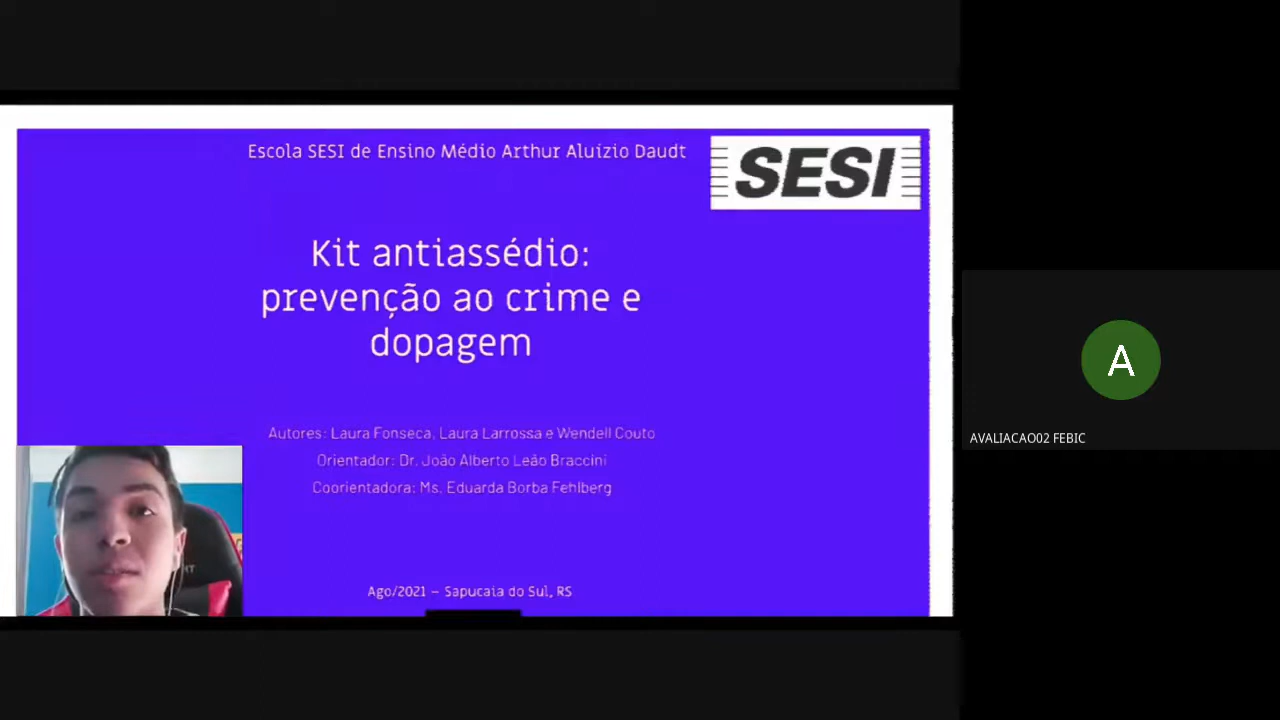 Escola SESI de Ensino Médio Arthur Aluízio Daudt
SESI
Kit antiassédio:
prevenção ao crime e
dopagem
Autores: Laura Fonseca, Laura Larrossa e Wendell Couto
Orientador: Dr. João Alberto Leão Braccini
Coorientadora: Ms. Eduarda Borba Fehlberg
Ago/2021 – Sapucaia do Sul, RS
A
AVALIACAO02 FEBIC